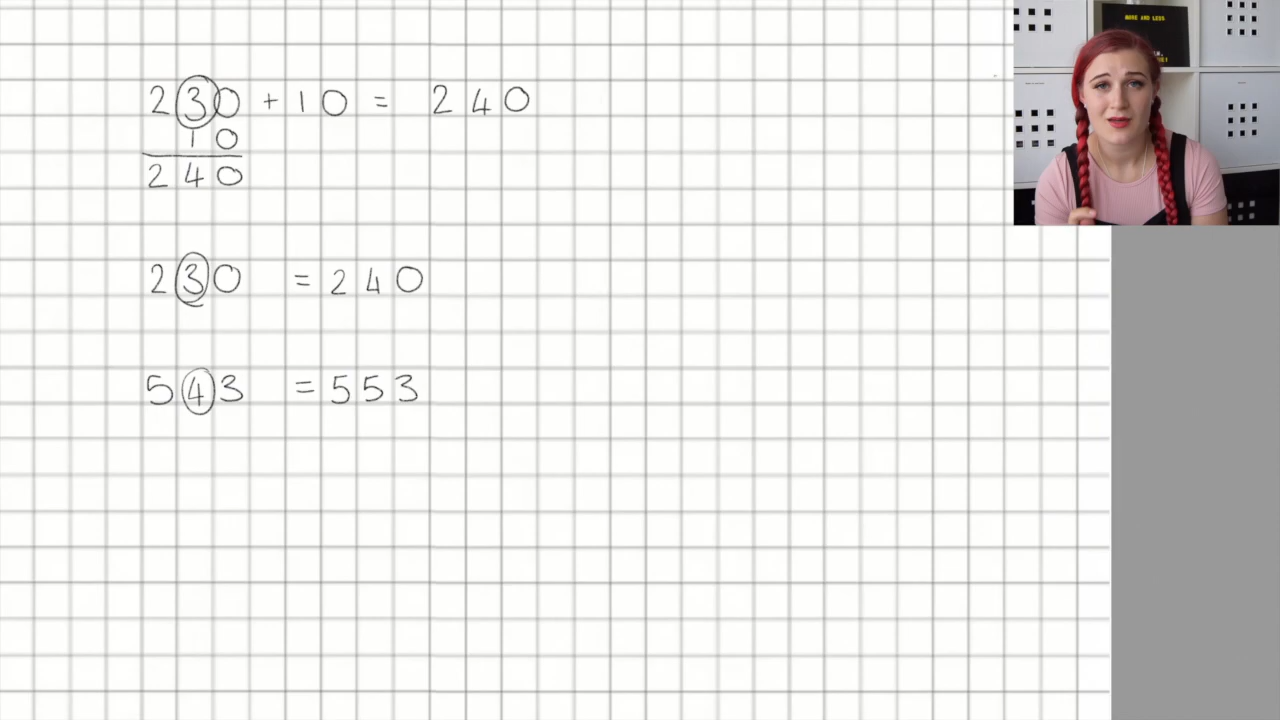 230 + 10 = 240
10
240
230 = 240
543 = 553
MORE AND LESS